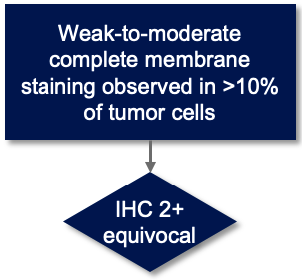 Weak-to-moderate
complete membrane
staining observed in >10%
of tumor cells
IHC 2+
equivocal